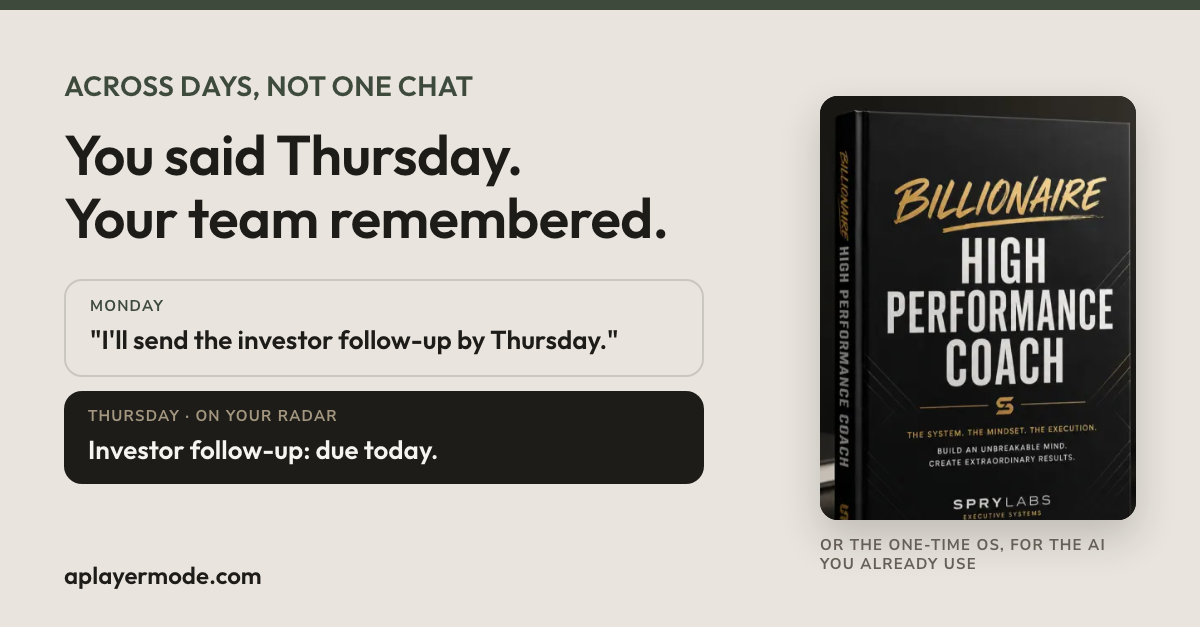 ACROSS DAYS, NOT ONE CHAT
You said Thursday.
Your team remembered.
MONDAY
"I'll send the investor follow-up by Thursday."
THURSDAY · ON YOUR RADAR
Investor follow-up: due today.
aplayermode.com
BILLIONAIRE HIGH PERFORMANCE COACH
BILLIONAIRE
HIGH
PERFORMANCE
COACH
THE SYSTEM. THE MINDSET. THE EXECUTION.
BUILD AN UNBREAKABLE MIND.
CREATE EXTRAORDINARY RESULTS.
SPRYLABS
EXECUTIVE SYSTEMS
OR THE ONE-TIME OS, FOR THE AI
YOU ALREADY USE